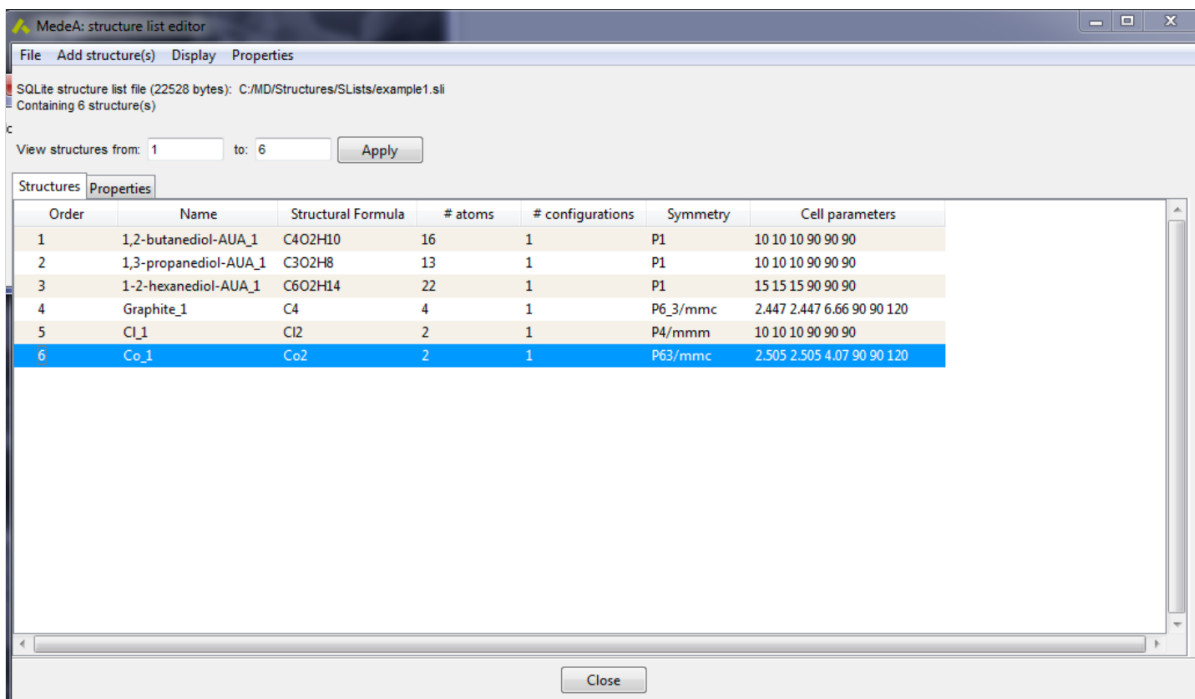 MedeA: structure list editor
File Add structure(s) Display Properties
SQLite structure list file (22528 bytes): C:/MD/Structures/SLists/example1.sli
Containing 6 structure(s)
View structures from: 1 to: 6 Apply
Structures Properties
Order Name Structural Formula # atoms # configurations Symmetry Cell parameters
1 1,2-butanediol-AUA_1 C4O2H10 16 1 P1 10 10 10 90 90 90
2 1,3-propanediol-AUA_1 C3O2H8 13 1 P1 10 10 10 90 90 90
3 1-2-hexanediol-AUA_1 C6O2H14 22 1 P1 15 15 15 90 90 90
4 Graphite_1 C4 4 1 P6_3/mmc 2.447 2.447 6.66 90 90 120
5 Cl_1 Cl2 2 1 P4/mmm 10 10 10 90 90 90
6 Co_1 Co2 2 1 P63/mmc 2.505 2.505 4.07 90 90 120
Close